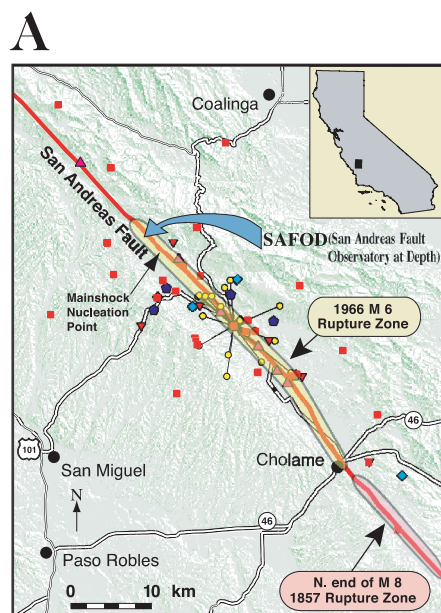 A
Coalinga
San Andreas Fault
SAFOD(San Andreas Fault
Observatory at Depth)
Mainshock
Nucleation
Point
1966 M 6
Rupture Zone
46
101
San Miguel
Cholame
N
46
Paso Robles
N. end of M 8
1857 Rupture Zone
0 10 km